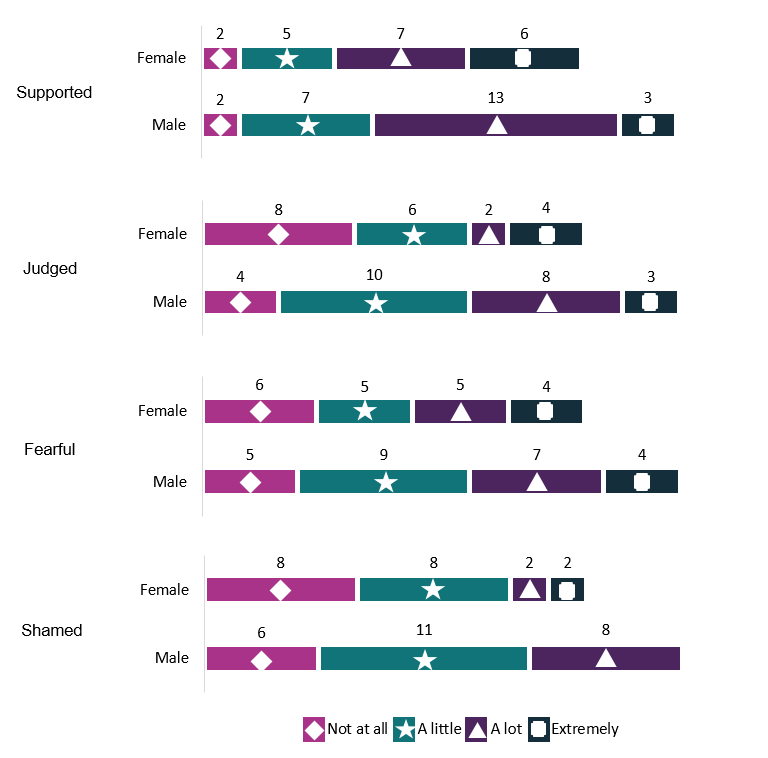 2 5 7 6
Female
Supported
2 7 13 3
Male
8 6 2 4
Female
Judged
4 10 8 3
Male
6 5 5 4
Female
Fearful
5 9 7 4
Male
8 8 2 2
Female
Shamed
6 11 8
Male
Not at all A little A lot Extremely